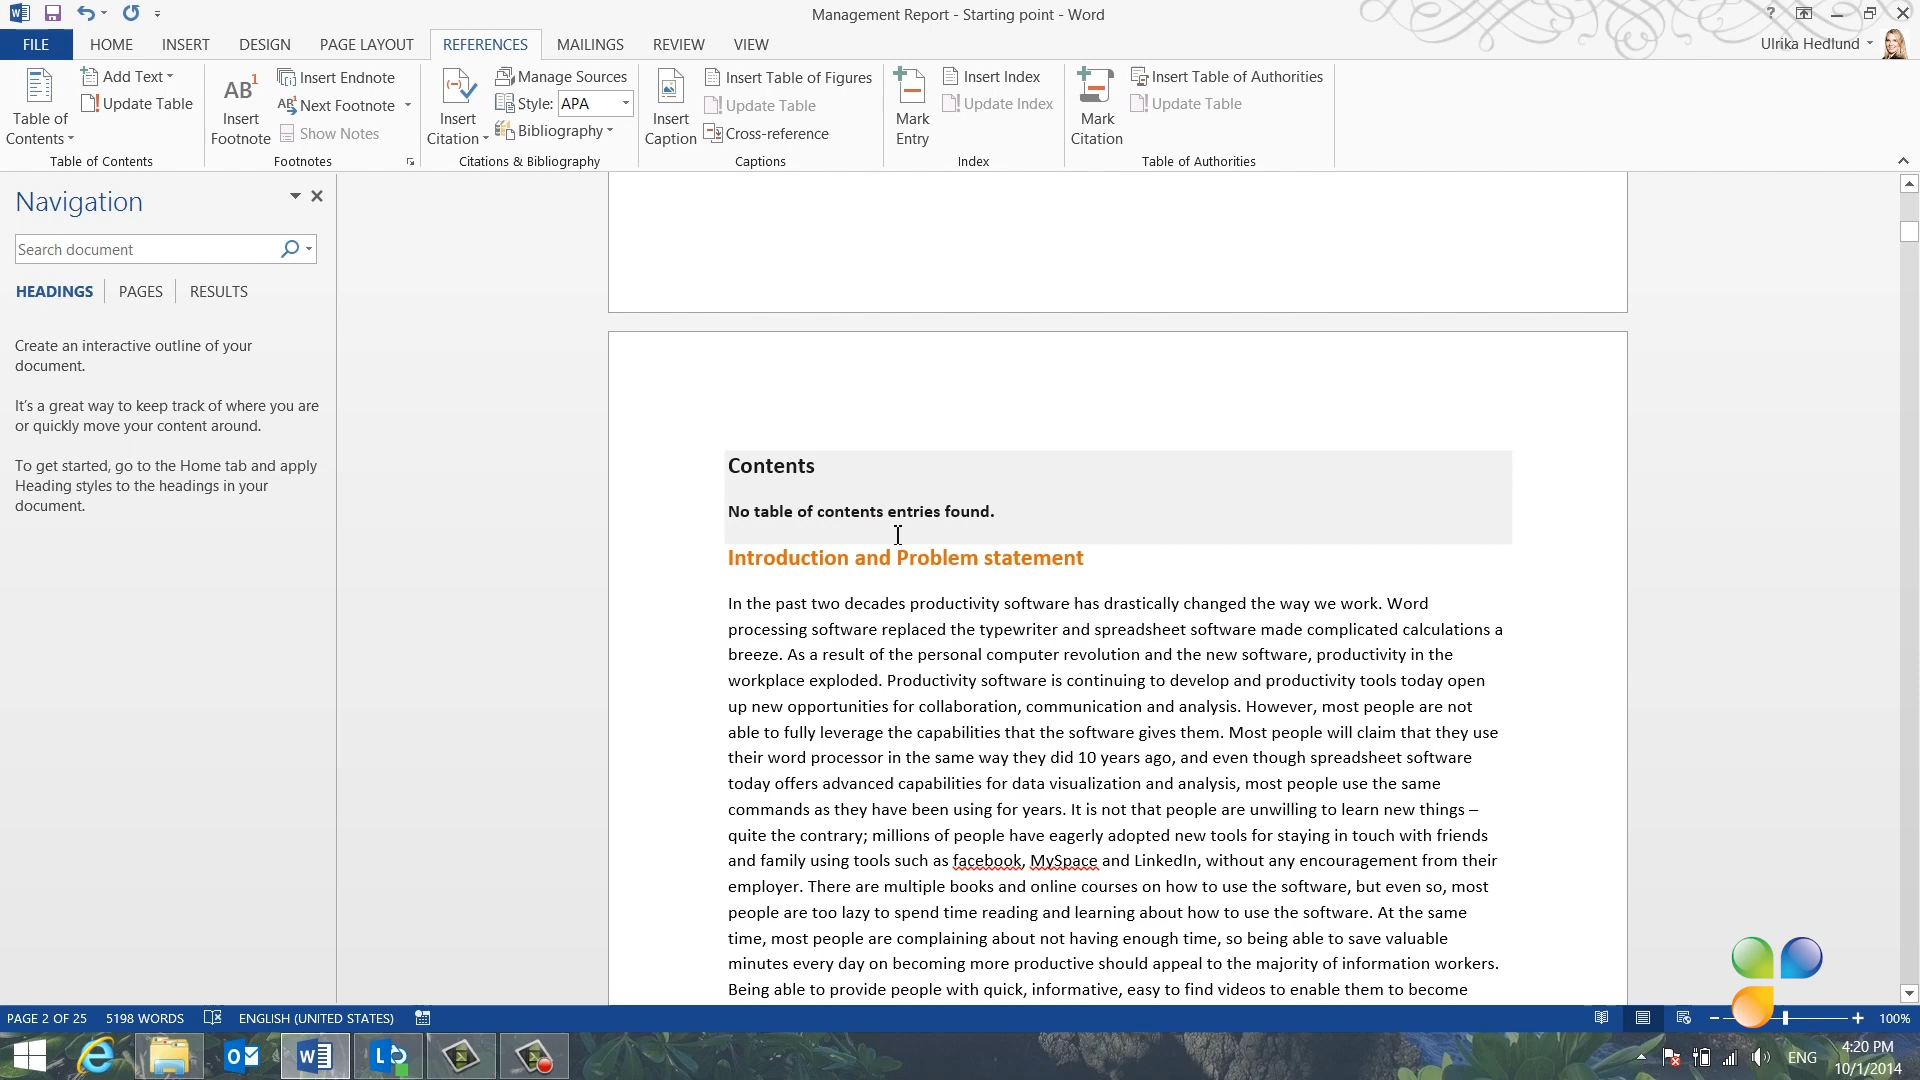 Management Report - Starting point - Word
?
FILE HOME INSERT DESIGN PAGE LAYOUT REFERENCES MAILINGS REVIEW VIEW
Ulrika Hedlund
Table of Contents
Add Text
Update Table
Table of Contents
AB1
Insert Footnote
Insert Endnote
Next Footnote
Show Notes
Footnotes
Insert Citation
Manage Sources
Style: APA
Bibliography
Citations & Bibliography
Insert Caption
Insert Table of Figures
Update Table
Cross-reference
Captions
Mark Entry
Insert Index
Update Index
Index
Mark Citation
Insert Table of Authorities
Update Table
Table of Authorities
Navigation
Search document
HEADINGS PAGES RESULTS
Create an interactive outline of your
document.
It's a great way to keep track of where you are
or quickly move your content around.
To get started, go to the Home tab and apply
Heading styles to the headings in your
document.
Contents
No table of contents entries found.
Introduction and Problem statement
In the past two decades productivity software has drastically changed the way we work. Word
processing software replaced the typewriter and spreadsheet software made complicated calculations a
breeze. As a result of the personal computer revolution and the new software, productivity in the
workplace exploded. Productivity software is continuing to develop and productivity tools today open
up new opportunities for collaboration, communication and analysis. However, most people are not
able to fully leverage the capabilities that the software gives them. Most people will claim that they use
their word processor in the same way they did 10 years ago, and even though spreadsheet software
today offers advanced capabilities for data visualization and analysis, most people use the same
commands as they have been using for years. It is not that people are unwilling to learn new things –
quite the contrary; millions of people have eagerly adopted new tools for staying in touch with friends
and family using tools such as facebook, MySpace and LinkedIn, without any encouragement from their
employer. There are multiple books and online courses on how to use the software, but even so, most
people are too lazy to spend time reading and learning about how to use the software. At the same
time, most people are complaining about not having enough time, so being able to save valuable
minutes every day on becoming more productive should appeal to the majority of information workers.
Being able to provide people with quick, informative, easy to find videos to enable them to become
PAGE 2 OF 25 5198 WORDS ENGLISH (UNITED STATES) 100%
ENG
4:20 PM
10/1/2014